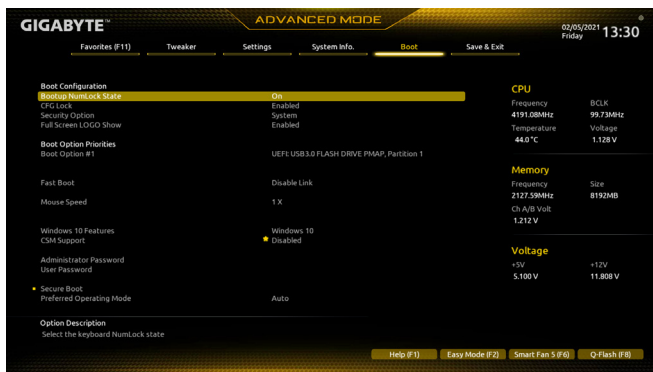 GIGABYTE™
ADVANCED MODE
02/05/2021
Friday
13:30
Favorites (F11) Tweaker Settings System Info. Boot Save & Exit
Boot Configuration
Bootup NumLock State On
CFG Lock Enabled
Security Option System
Full Screen LOGO Show Enabled
Boot Option Priorities
Boot Option #1 UEFI: USB3.0 FLASH DRIVE PMAP, Partition 1
Fast Boot Disable Link
Mouse Speed 1 X
Windows 10 Features Windows 10
CSM Support Disabled
Administrator Password
User Password
Secure Boot
Preferred Operating Mode Auto
Option Description
Select the keyboard NumLock state
CPU
Frequency BCLK
4191.08MHz 99.73MHz
Temperature Voltage
44.0 °C 1.128 V
Memory
Frequency Size
2127.59MHz 8192MB
Ch A/B Volt
1.212 V
Voltage
+5V +12V
5.100 V 11.808 V
Help (F1) Easy Mode (F2) Smart Fan 5 (F6) Q-Flash (F8)